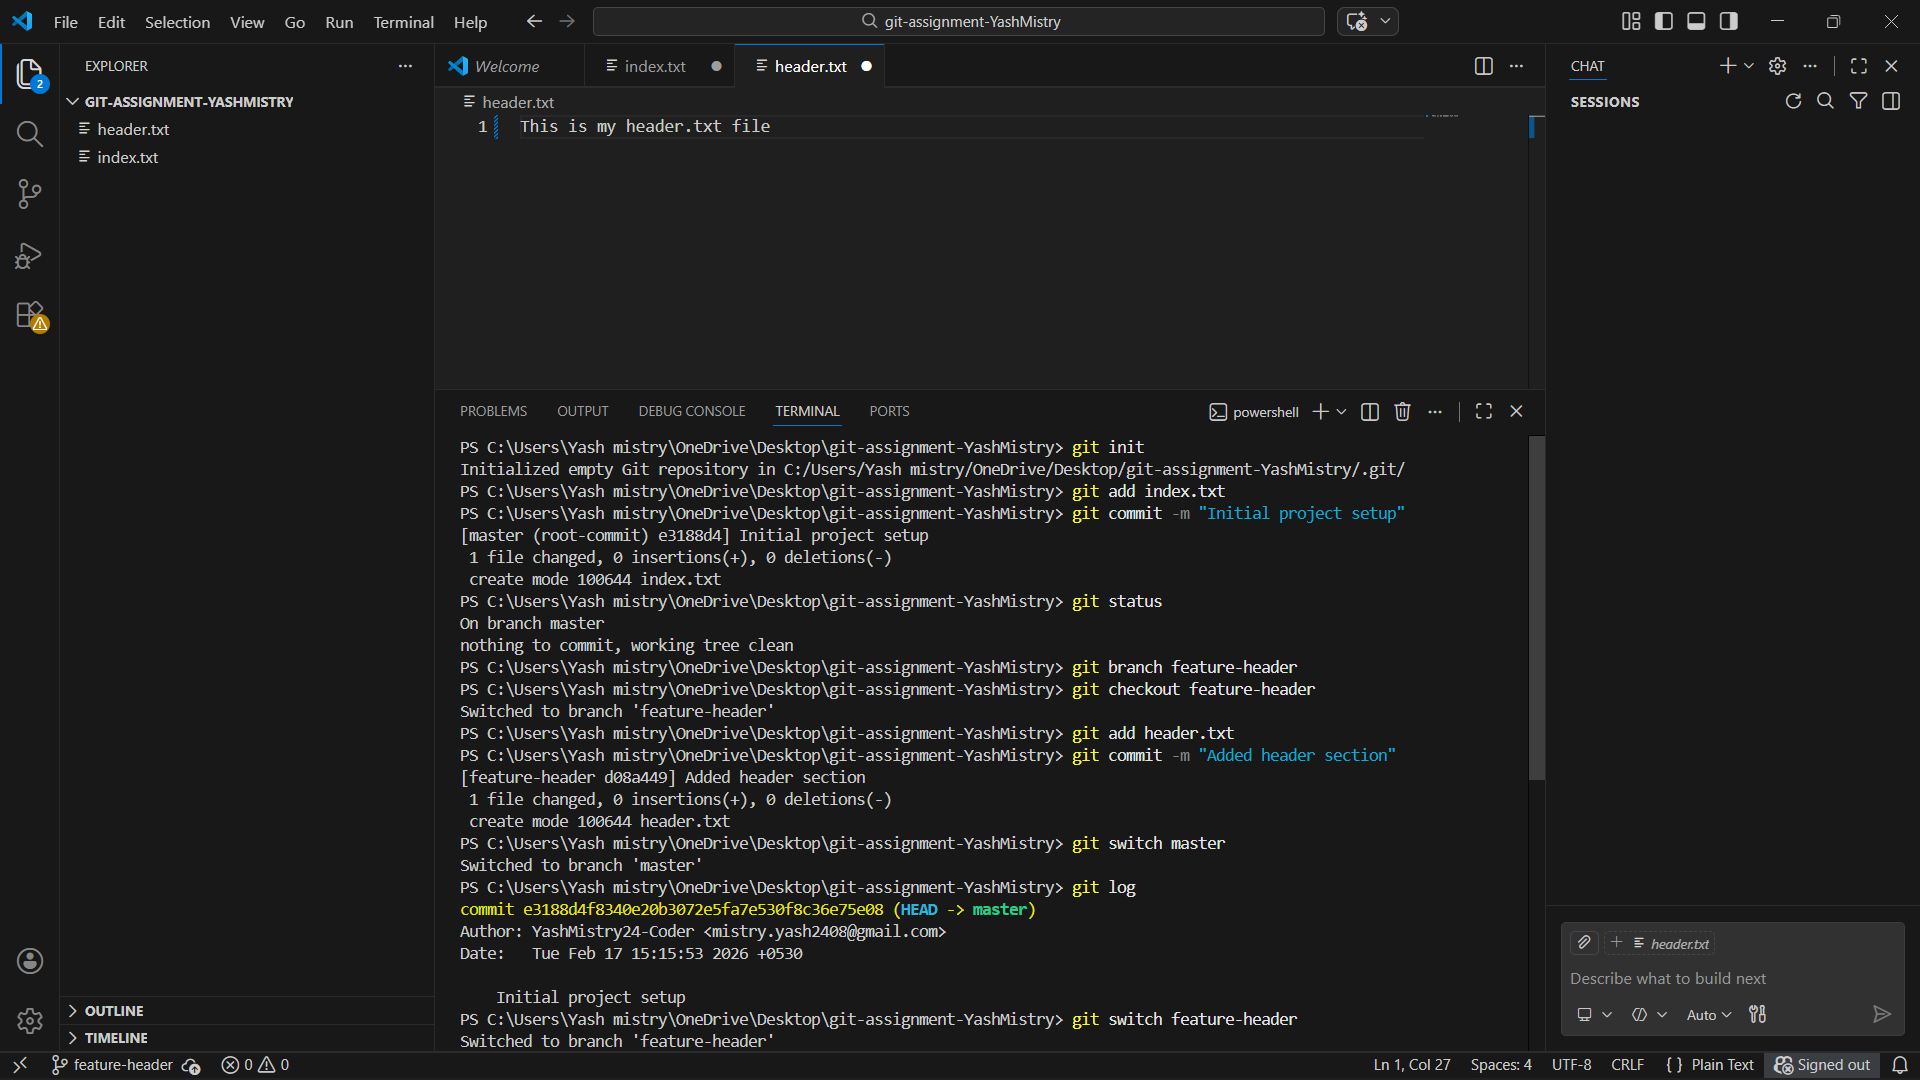 File Edit Selection View Go Run Terminal Help
git-assignment-YashMistry
EXPLORER
GIT-ASSIGNMENT-YASHMISTRY
header.txt
index.txt
2
OUTLINE
TIMELINE
Welcome index.txt header.txt
header.txt
1 This is my header.txt file
PROBLEMS OUTPUT DEBUG CONSOLE TERMINAL PORTS
powershell
PS C:\Users\Yash mistry\OneDrive\Desktop\git-assignment-YashMistry> git init
Initialized empty Git repository in C:/Users/Yash mistry/OneDrive/Desktop/git-assignment-YashMistry/.git/
PS C:\Users\Yash mistry\OneDrive\Desktop\git-assignment-YashMistry> git add index.txt
PS C:\Users\Yash mistry\OneDrive\Desktop\git-assignment-YashMistry> git commit -m "Initial project setup"
[master (root-commit) e3188d4] Initial project setup
 1 file changed, 0 insertions(+), 0 deletions(-)
 create mode 100644 index.txt
PS C:\Users\Yash mistry\OneDrive\Desktop\git-assignment-YashMistry> git status
On branch master
nothing to commit, working tree clean
PS C:\Users\Yash mistry\OneDrive\Desktop\git-assignment-YashMistry> git branch feature-header
PS C:\Users\Yash mistry\OneDrive\Desktop\git-assignment-YashMistry> git checkout feature-header
Switched to branch 'feature-header'
PS C:\Users\Yash mistry\OneDrive\Desktop\git-assignment-YashMistry> git add header.txt
PS C:\Users\Yash mistry\OneDrive\Desktop\git-assignment-YashMistry> git commit -m "Added header section"
[feature-header d08a449] Added header section
 1 file changed, 0 insertions(+), 0 deletions(-)
 create mode 100644 header.txt
PS C:\Users\Yash mistry\OneDrive\Desktop\git-assignment-YashMistry> git switch master
Switched to branch 'master'
PS C:\Users\Yash mistry\OneDrive\Desktop\git-assignment-YashMistry> git log
commit e3188d4f8340e20b3072e5fa7e530f8c36e75e08 (HEAD -> master)
Author: YashMistry24-Coder <mistry.yash2408@gmail.com>
Date:   Tue Feb 17 15:15:53 2026 +0530
    Initial project setup
PS C:\Users\Yash mistry\OneDrive\Desktop\git-assignment-YashMistry> git switch feature-header
Switched to branch 'feature-header'
CHAT
SESSIONS
header.txt
Describe what to build next
Auto
feature-header 0 0 Ln 1, Col 27 Spaces: 4 UTF-8 CRLF { } Plain Text Signed out